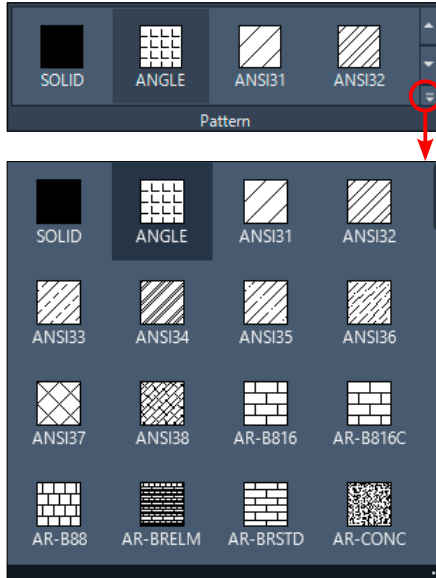 SOLID ANGLE ANSI31 ANSI32
Pattern
SOLID ANGLE ANSI31 ANSI32
ANSI33 ANSI34 ANSI35 ANSI36
ANSI37 ANSI38 AR-B816 AR-B816C
AR-B88 AR-BRELM AR-BRSTD AR-CONC